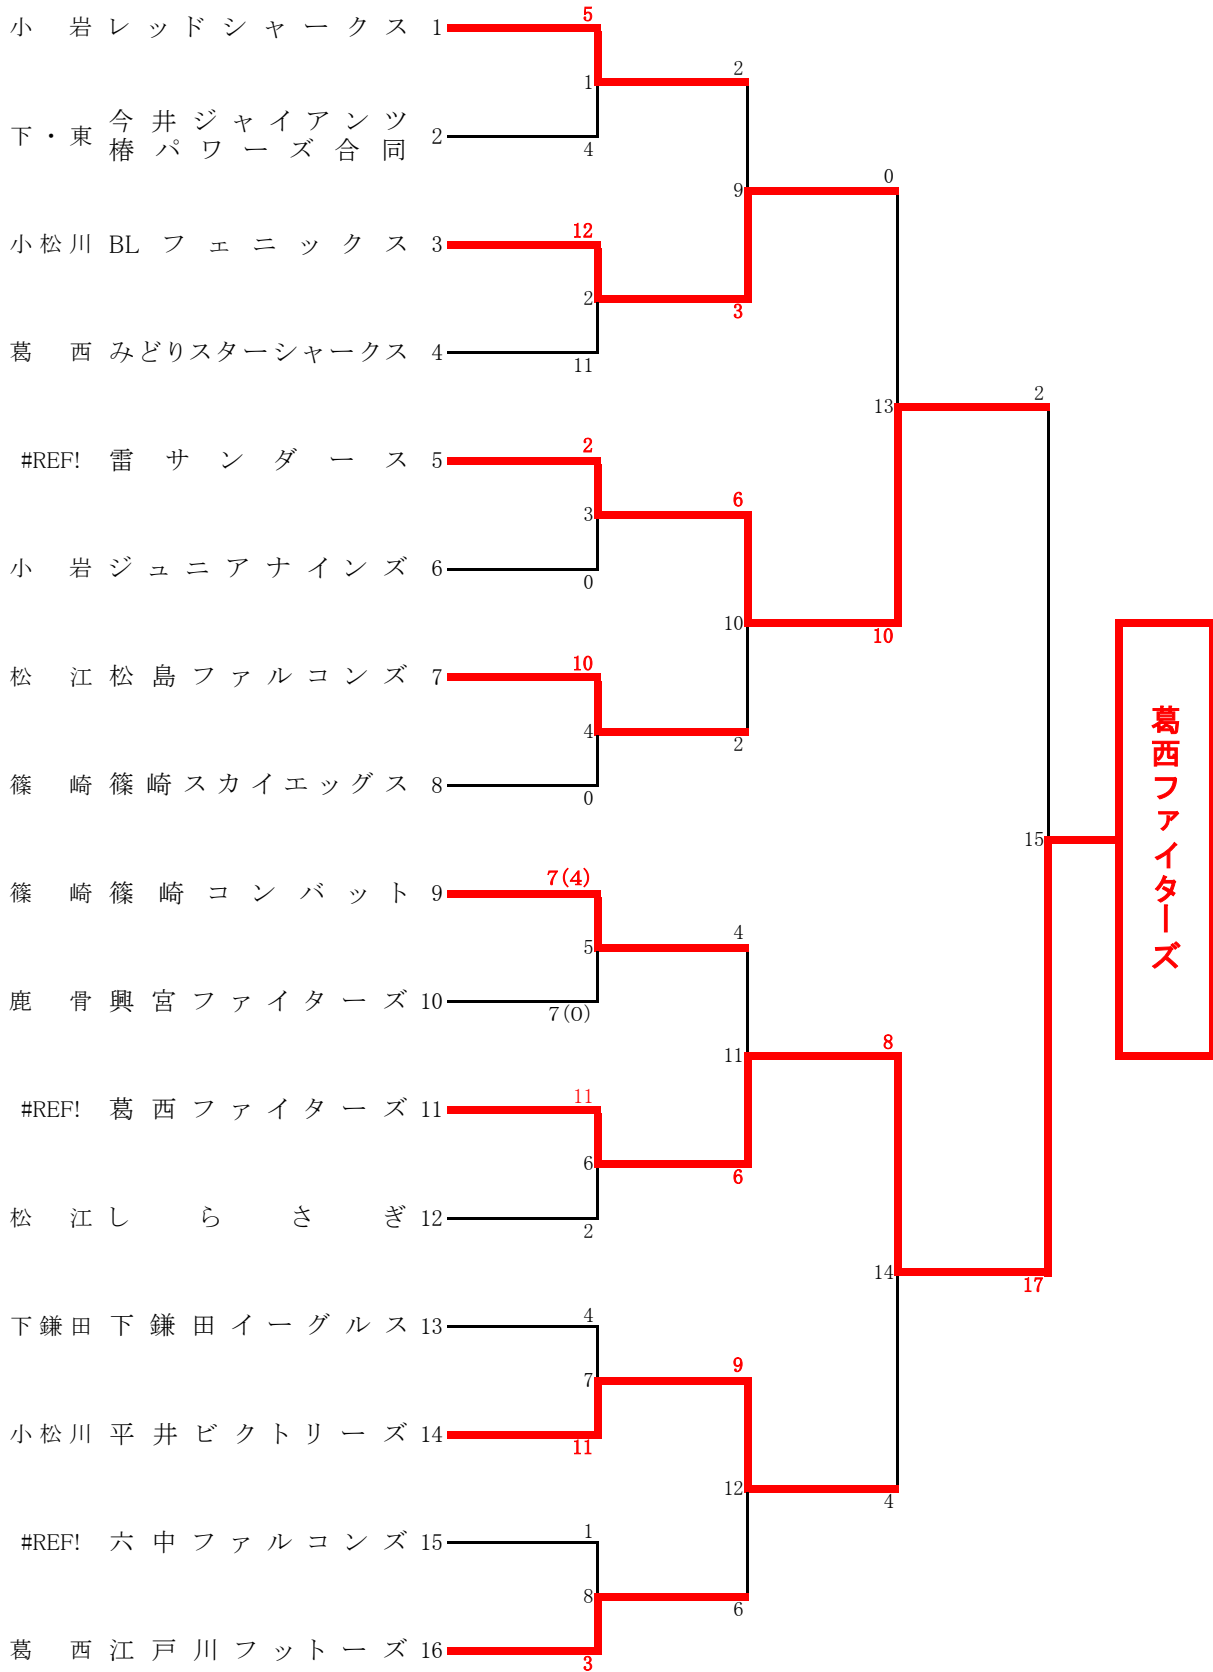 小岩 レッドシャークス 1
5
1
下・東 今井ジャイアンツ
椿パワーズ合同 2
4
2
9
小松川 BLフェニックス 3
12
2
3
葛西 みどりスターシャークス 4
11
0
13
#REF! 雷サンダース 5
2
3
6
小岩 ジュニアナインズ 6
0
10
10
松江 松島ファルコンズ 7
10
4
2
篠崎 篠崎スカイエッグス 8
0
2
15
葛西ファイターズ
篠崎 篠崎コンバット 9
7(4)
5
4
鹿骨 興宮ファイターズ 10
7(0)
11
8
#REF! 葛西ファイターズ 11
11
6
6
松江 しらさぎ 12
2
14
17
下鎌田 下鎌田イーグルス 13
4
7
9
小松川 平井ビクトリーズ 14
11
12
4
#REF! 六中ファルコンズ 15
1
8
6
葛西 江戸川フットーズ 16
3